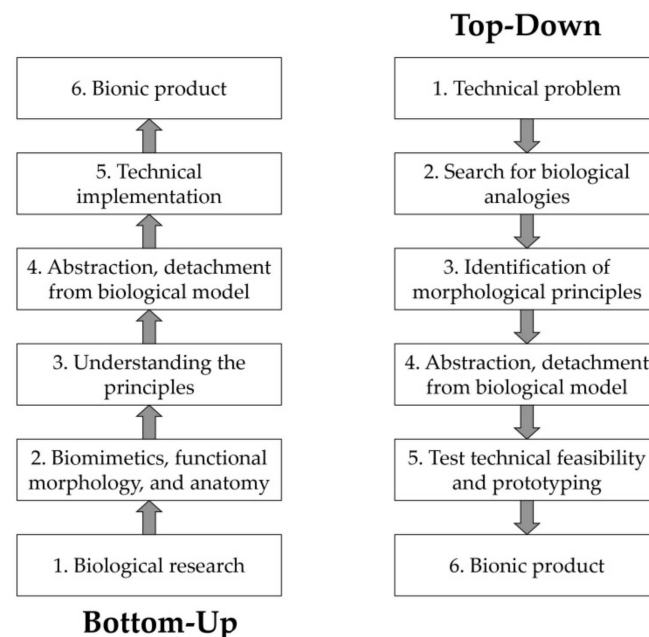 Top-Down
6. Bionic product
5. Technical
implementation
4. Abstraction, detachment
from biological model
3. Understanding the
principles
2. Biomimetics, functional
morphology, and anatomy
1. Biological research
Bottom-Up
1. Technical problem
2. Search for biological
analogies
3. Identification of
morphological principles
4. Abstraction, detachment
from biological model
5. Test technical feasibility
and prototyping
6. Bionic product